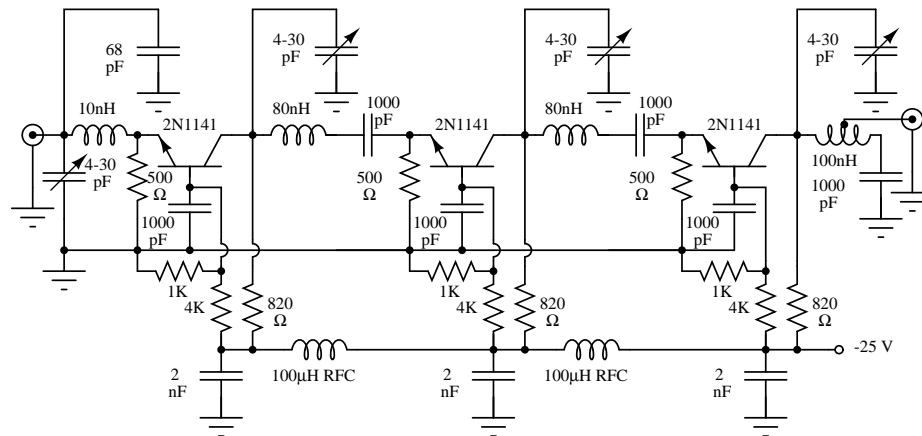 68
pF
4-30
pF
4-30
pF
4-30
pF
10nH
2N1141
80nH
1000
pF
2N1141
80nH
1000
pF
2N1141
100nH
4-30
pF
500
Ω
1000
pF
500
Ω
1000
pF
500
Ω
1000
pF
1000
pF
1K
4K
820
Ω
1K
4K
820
Ω
1K
4K
820
Ω
-25 V
2
nF
100μH RFC
2
nF
100μH RFC
2
nF